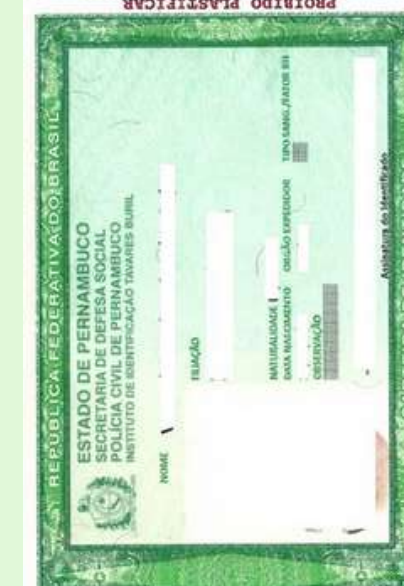 PROIBIDO PLASTIFICAR
REPÚBLICA FEDERATIVA DO BRASIL
ESTADO DE PERNAMBUCO
SECRETARIA DE DEFESA SOCIAL
POLÍCIA CIVIL DE PERNAMBUCO
INSTITUTO DE IDENTIFICAÇÃO TAVARES BURIL
NOME
FILIAÇÃO
NATURALIDADE
DATA NASCIMENTO ORGÃO EXPEDIDOR TIPO SANG./FATOR RH
OBSERVAÇÃO
Assinatura do Identificado